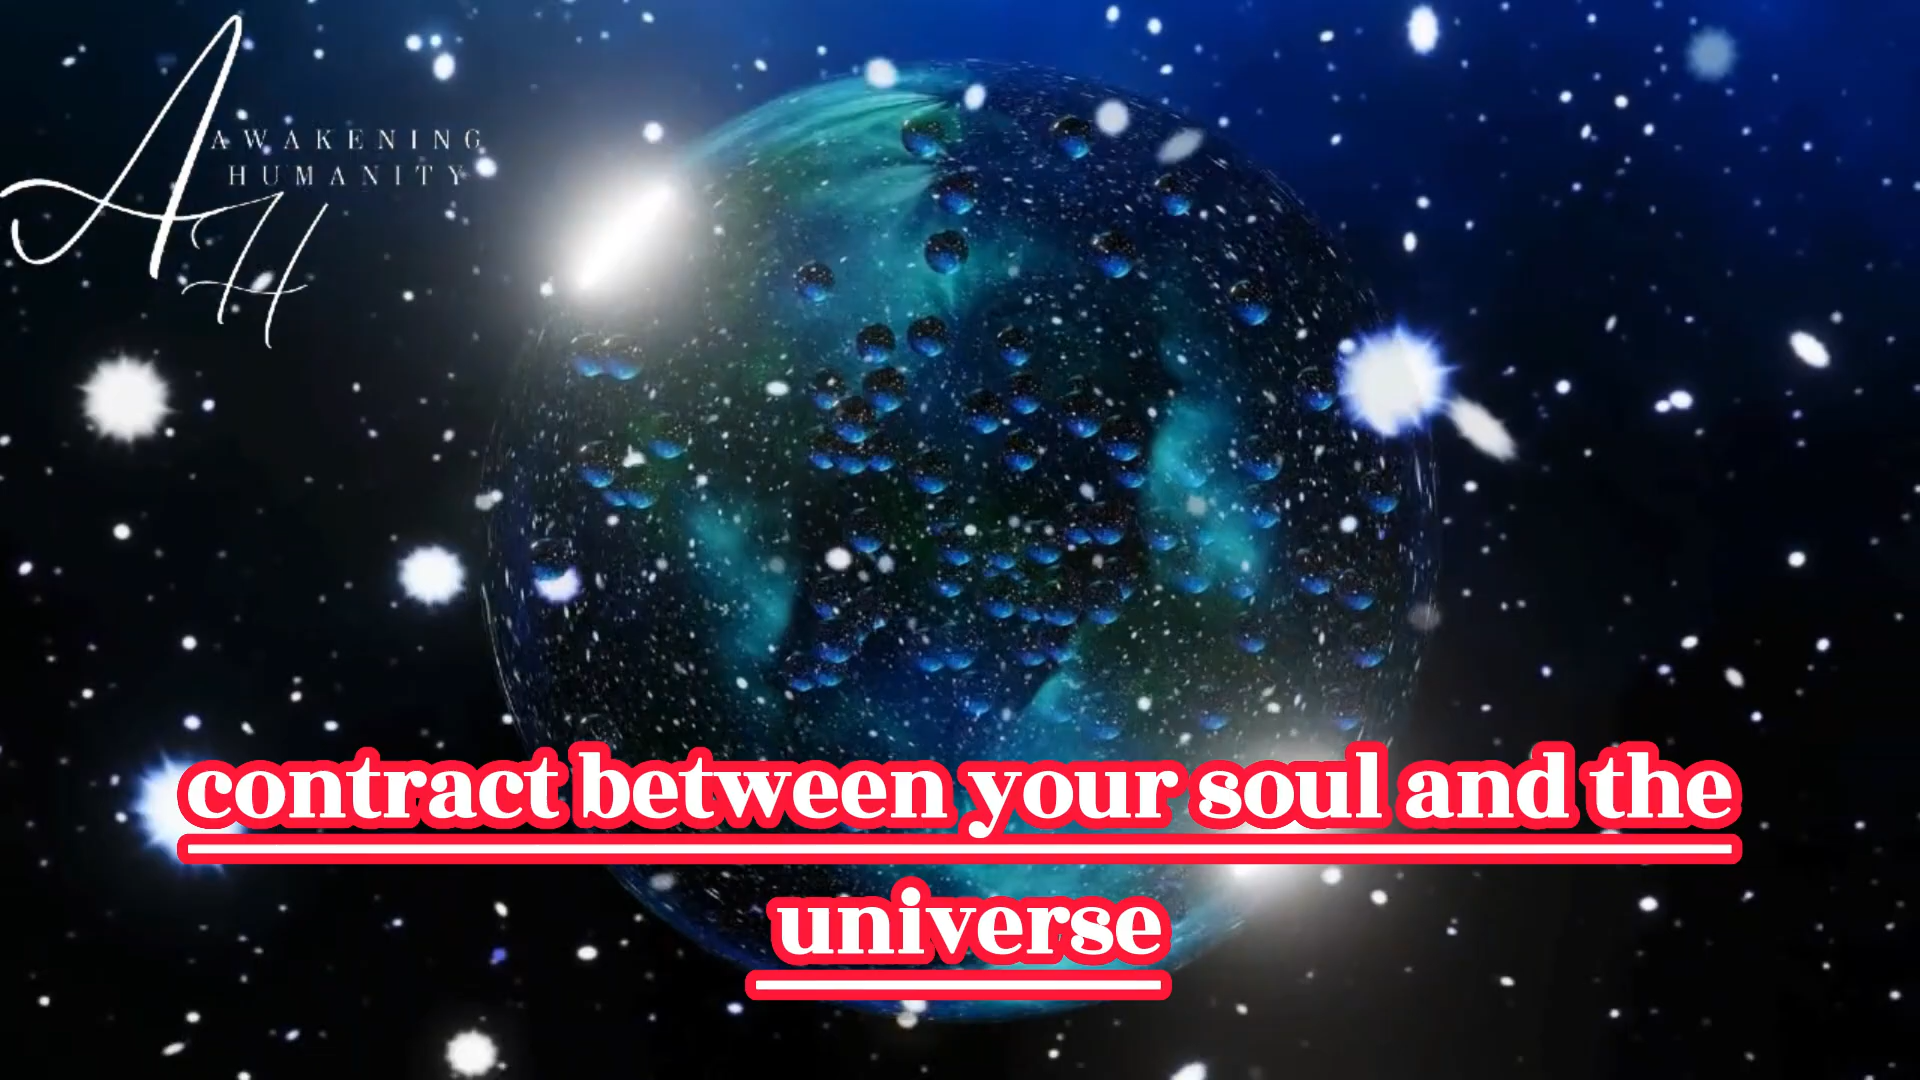 AWAKENING
HUMANITY
AH
contract between your soul and the
universe